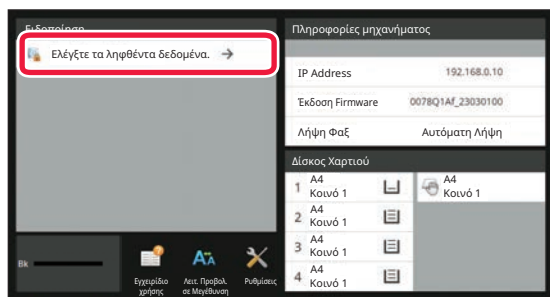 Ειδοποίηση
Ελέγξτε τα ληφθέντα δεδομένα.
Πληροφορίες μηχανήματος
IP Address 192.168.0.10
Έκδοση Firmware 0078Q1Af_23030100
Λήψη Φαξ Αυτόματη Λήψη
Δίσκος Χαρτιού
1 A4 Κοινό 1
A4 Κοινό 1
2 A4 Κοινό 1
3 A4 Κοινό 1
4 A4 Κοινό 1
Bk
Εγχειρίδιο
χρήσης
Λειτ. Προβολ.
σε Μεγέθυνση
Ρυθμίσεις